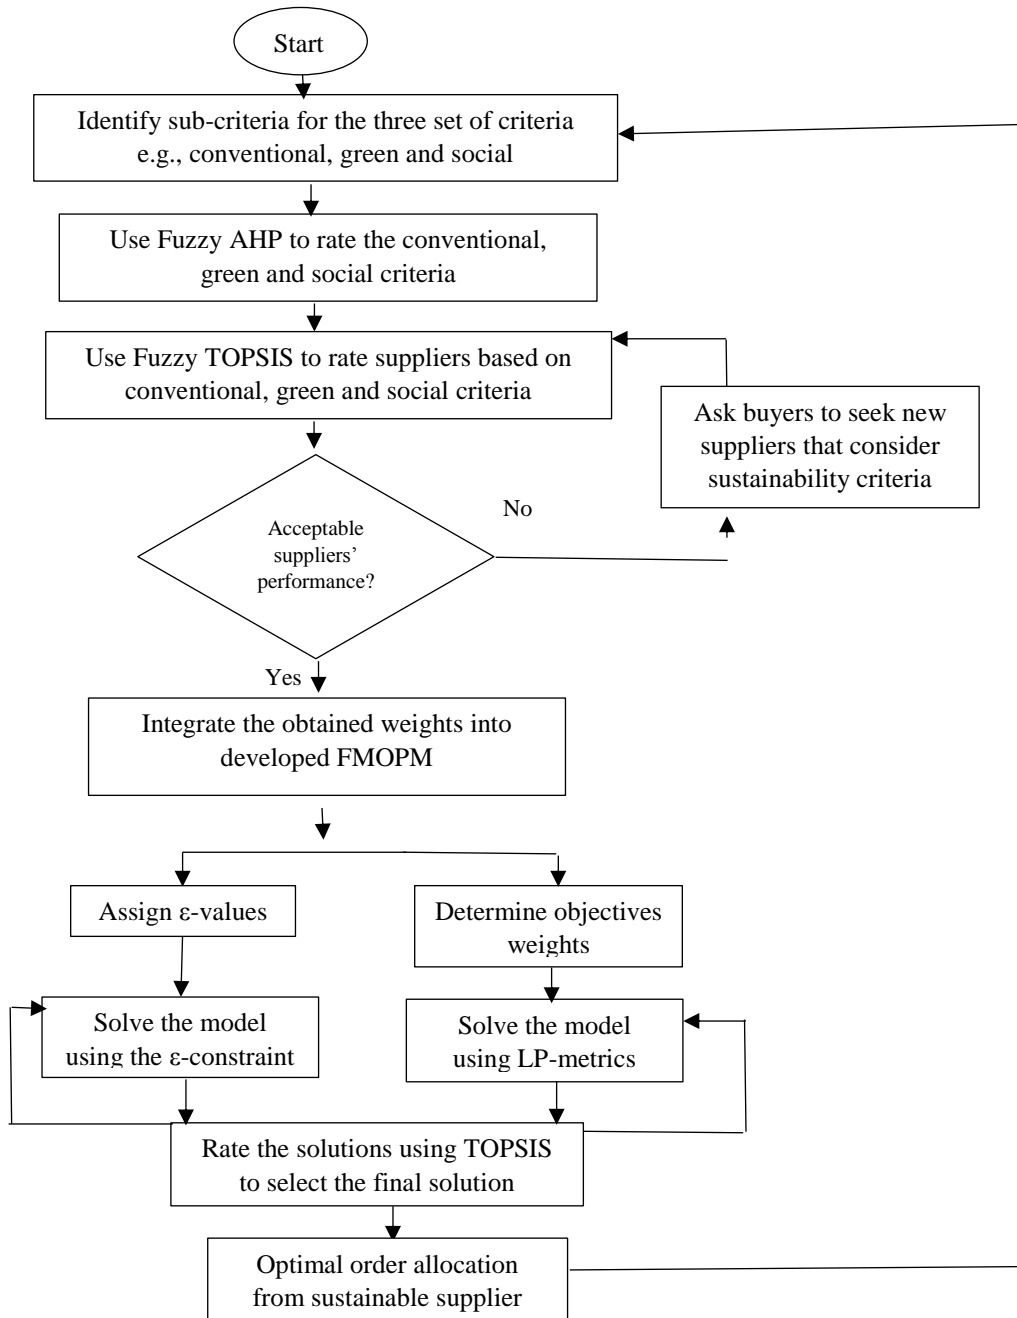 Start
Identify sub-criteria for the three set of criteria
e.g., conventional, green and social
Use Fuzzy AHP to rate the conventional,
green and social criteria
Use Fuzzy TOPSIS to rate suppliers based on
conventional, green and social criteria
Ask buyers to seek new
suppliers that consider
sustainability criteria
No
Acceptable
suppliers’
performance?
Yes
Integrate the obtained weights into
developed FMOPM
Assign ε-values
Determine objectives
weights
Solve the model
using the ε-constraint
Solve the model
using LP-metrics
Rate the solutions using TOPSIS
to select the final solution
Optimal order allocation
from sustainable supplier